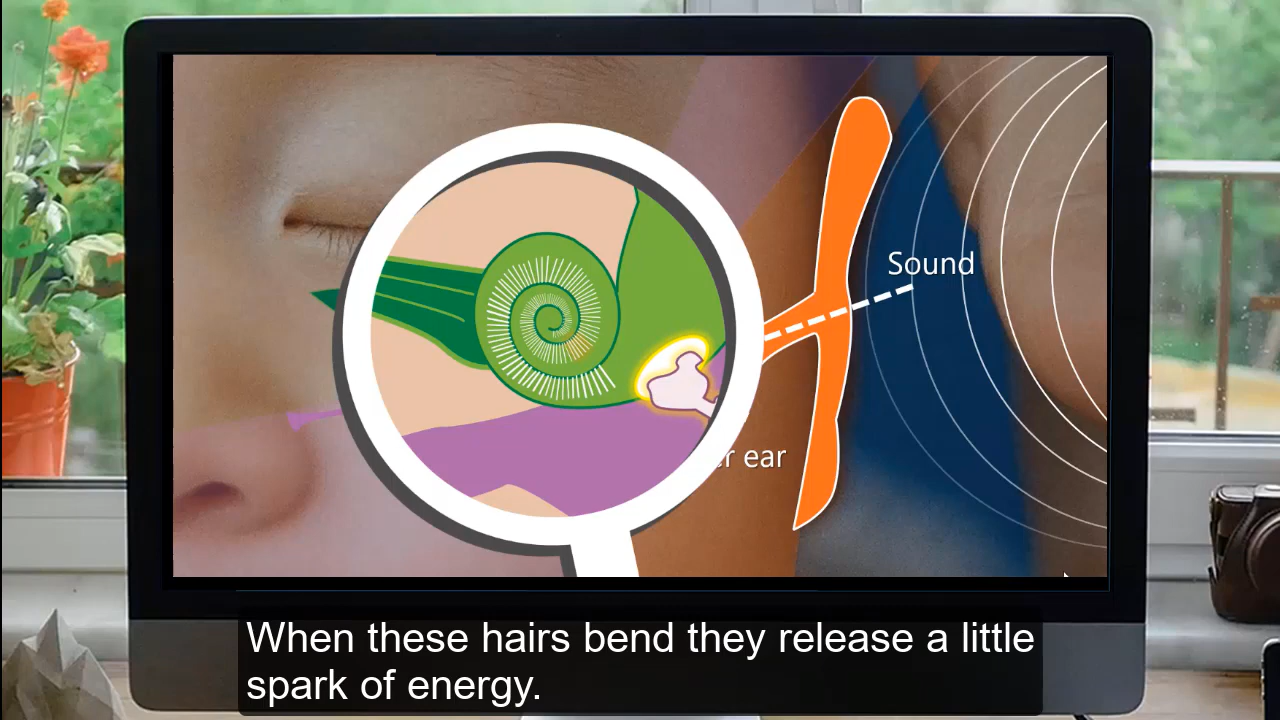 Sound
ear
When these hairs bend they release a little
spark of energy.